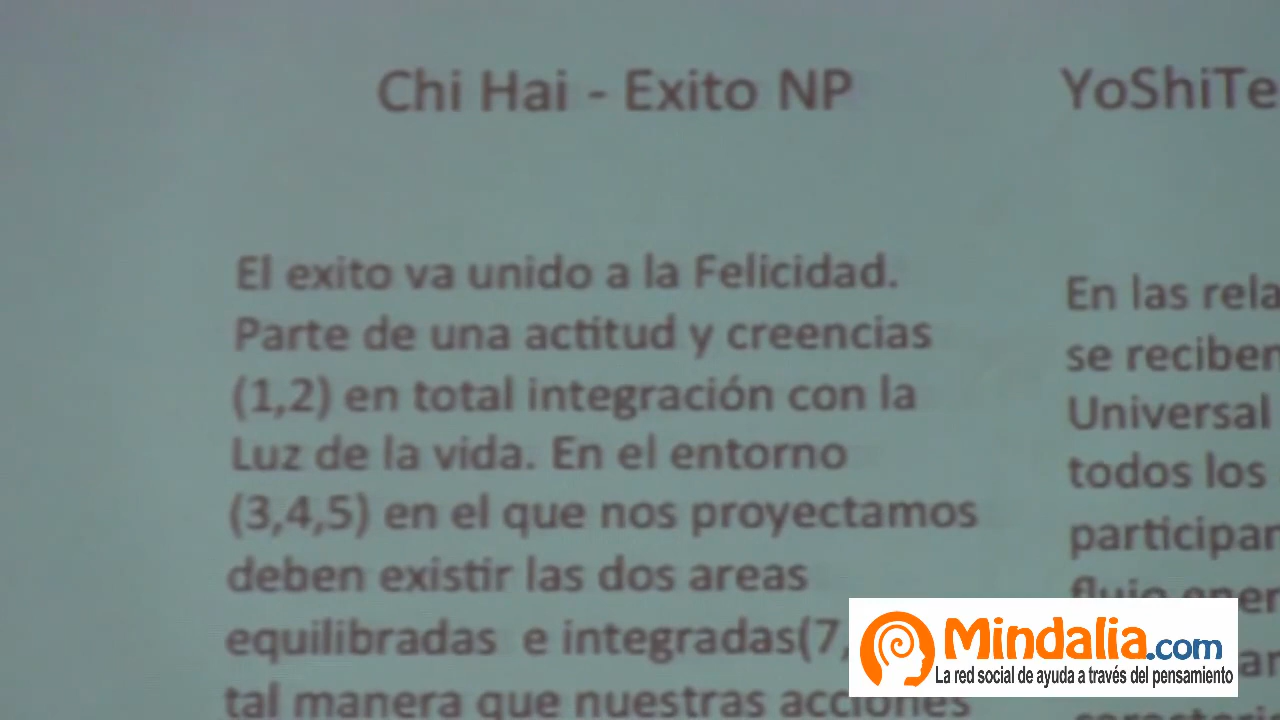 Chi Hai - Exito NP
El exito va unido a la Felicidad.
Parte de una actitud y creencias
(1,2) en total integración con la
Luz de la vida. En el entorno
(3,4,5) en el que nos proyectamos
deben existir las dos areas
equilibradas e integradas(7,
tal manera que nuestras acciones
YoShiTe
En las rela
se reciben
Universal
todos los
participar
Mindalia.com
La red social de ayuda a través del pensamiento